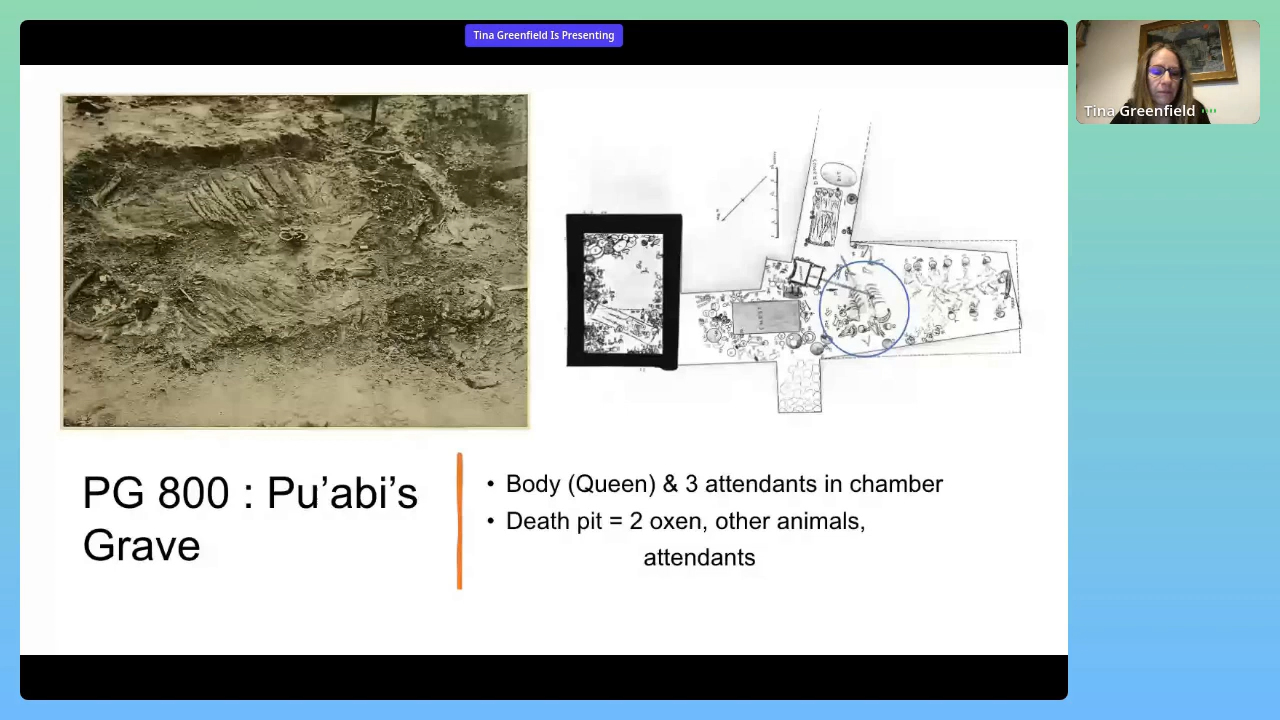 Tina Greenfield Is Presenting
Tina Greenfield
PG 800 : Pu’abi’s
Grave
• Body (Queen) & 3 attendants in chamber
• Death pit = 2 oxen, other animals,
attendants